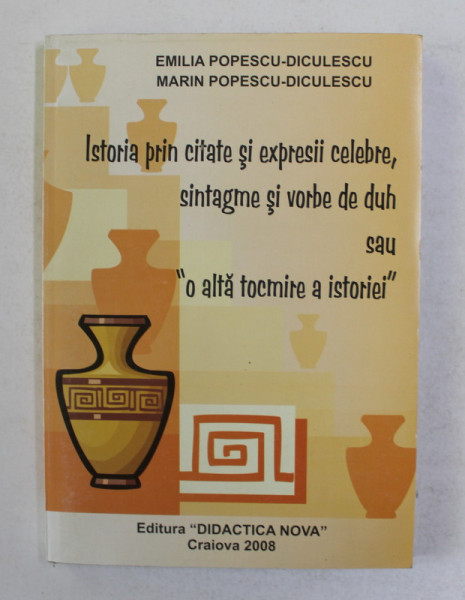 EMILIA POPESCU-DICULESCU
MARIN POPESCU-DICULESCU
Istoria prin citate şi expresii celebre,
sintagme şi vorbe de duh
sau
"o altă tocmire a istoriei"
Editura "DIDACTICA NOVA"
Craiova 2008